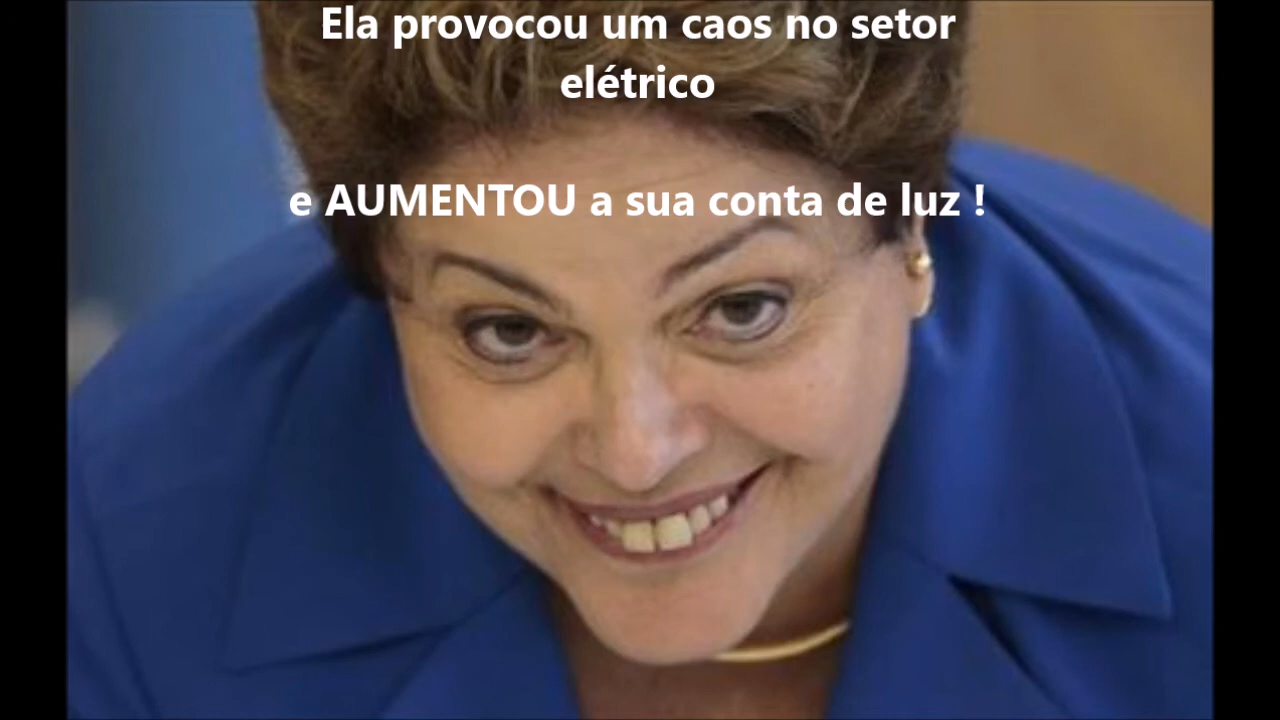 Ela provocou um caos no setor
elétrico
e AUMENTOU a sua conta de luz !